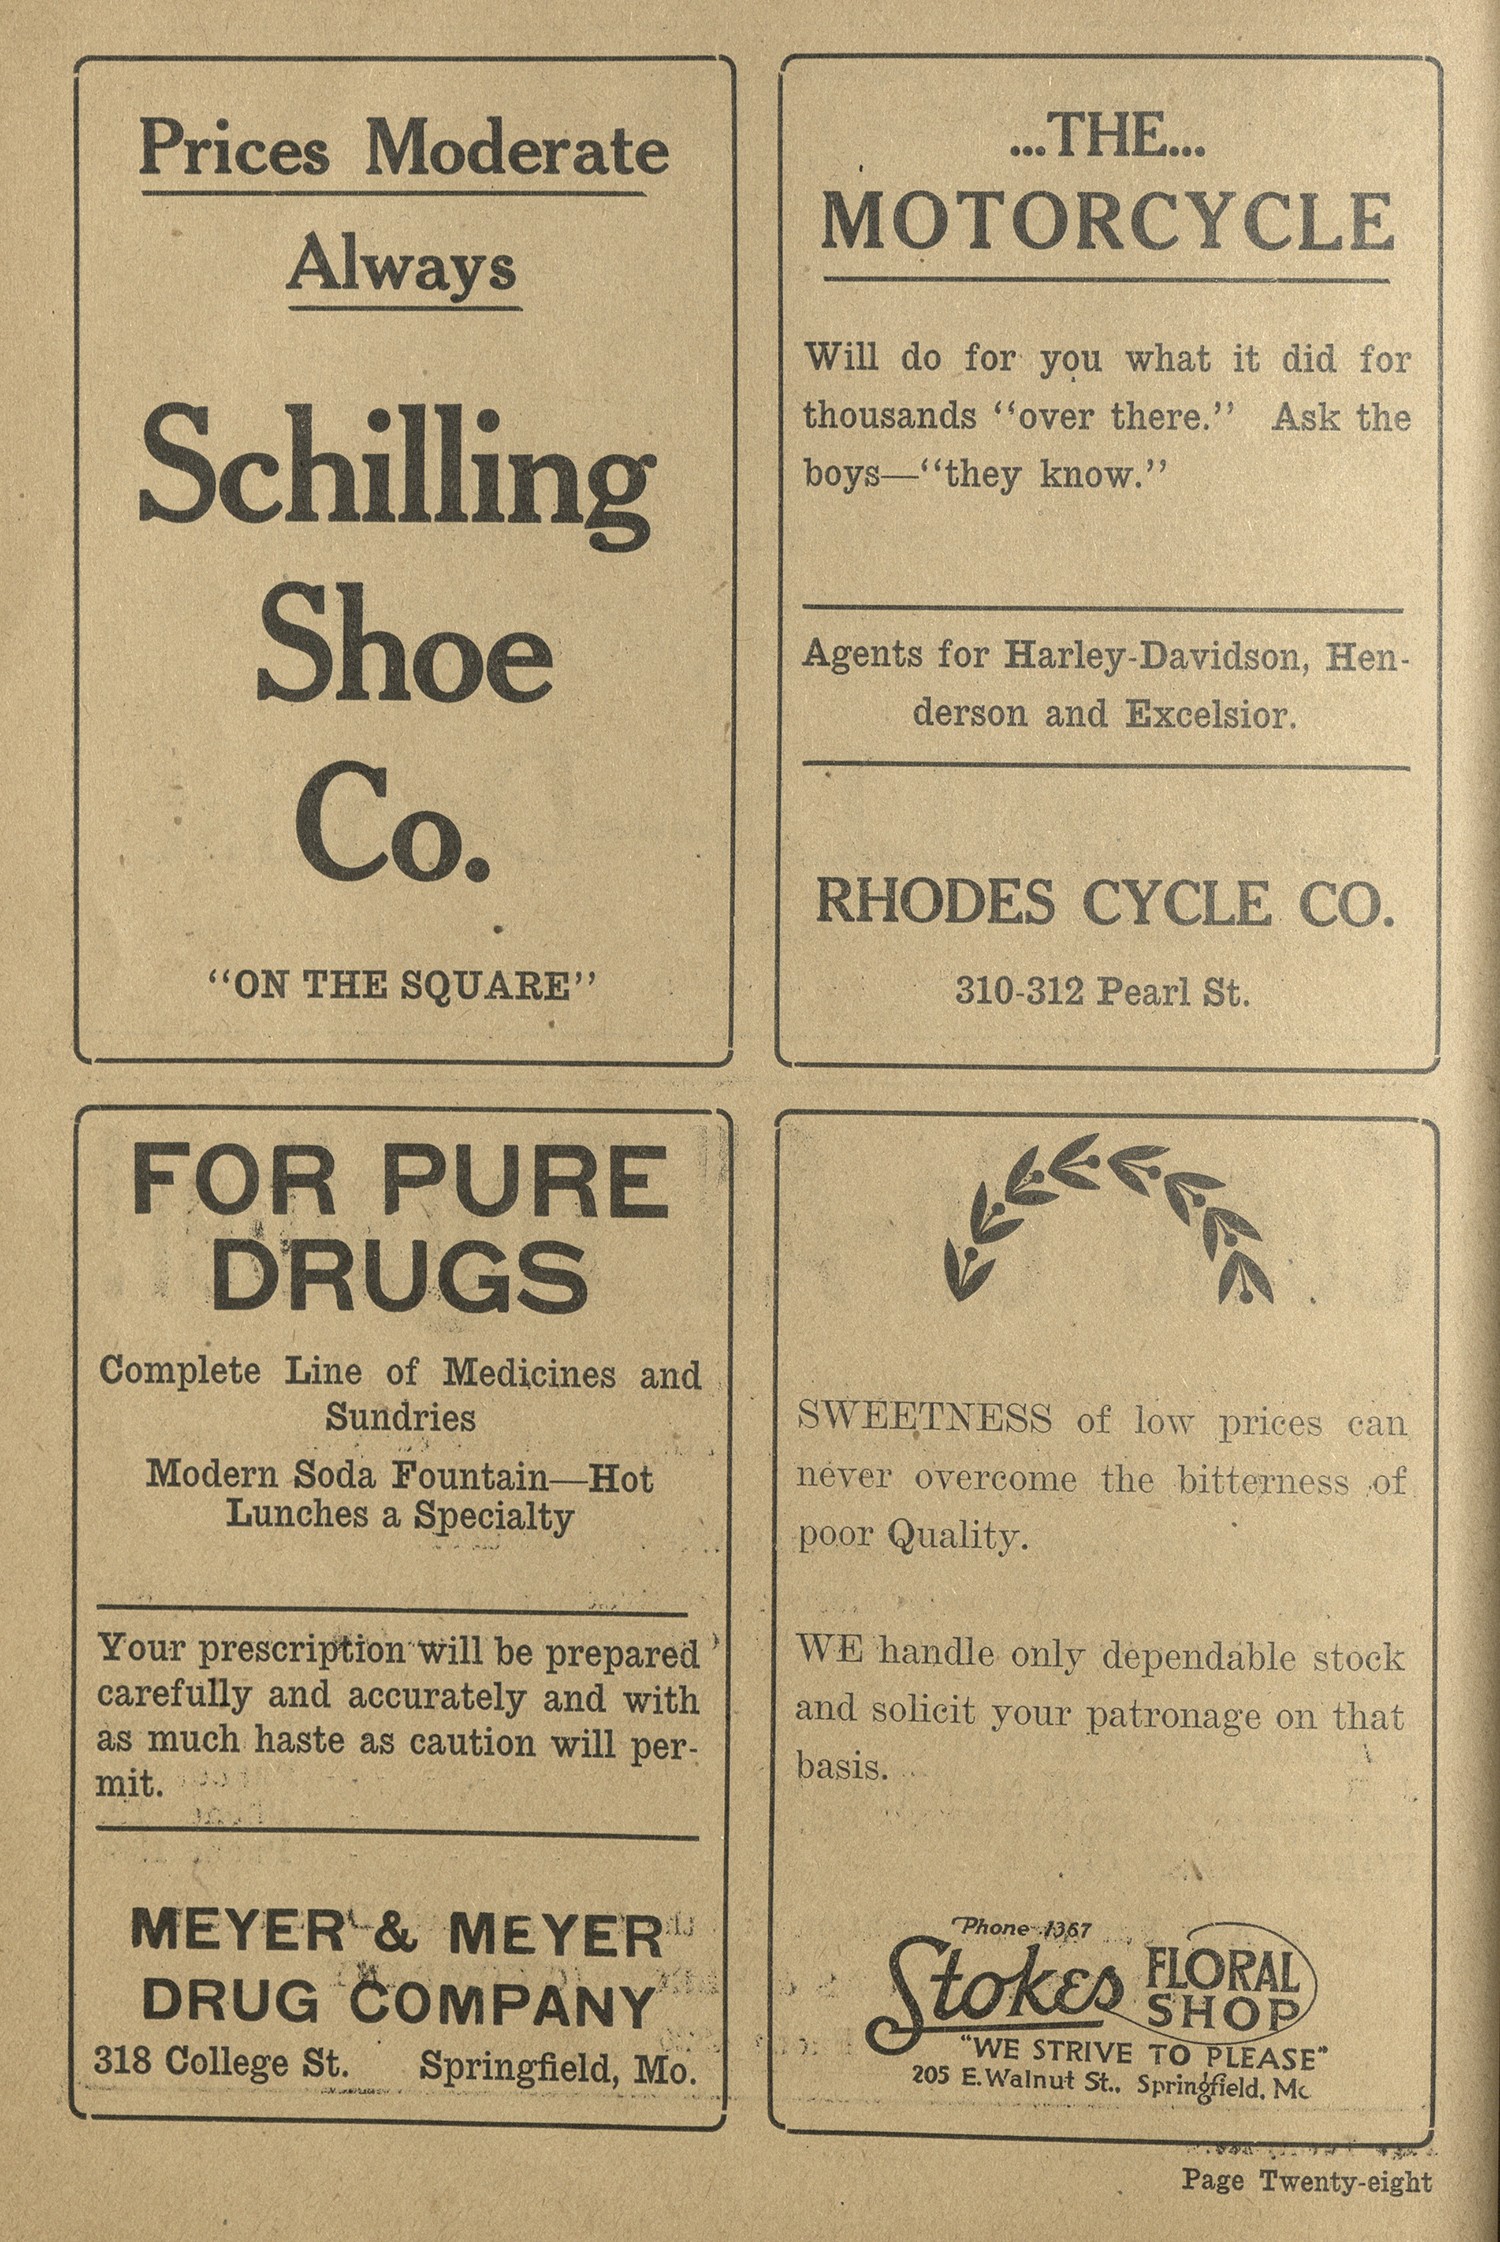 Prices Moderate
Always
Schilling
Shoe
Co.
"ON THE SQUARE"
...THE...
MOTORCYCLE
Will do for you what it did for
thousands "over there." Ask the
boys—"they know."
Agents for Harley-Davidson, Hen-
derson and Excelsior.
RHODES CYCLE CO.
310-312 Pearl St.
FOR PURE
DRUGS
Complete Line of Medicines and
Sundries
Modern Soda Fountain—Hot
Lunches a Specialty
Your prescription will be prepared
carefully and accurately and with
as much haste as caution will per-
mit.
MEYER & MEYER
DRUG COMPANY
318 College St. Springfield, Mo.
SWEETNESS of low prices can
never overcome the bitterness of
poor Quality.
WE handle only dependable stock
and solicit your patronage on that
basis.
Phone 1367
Stokes FLORAL
SHOP
"WE STRIVE TO PLEASE"
205 E. Walnut St., Springfield, Mo
Page Twenty-eight